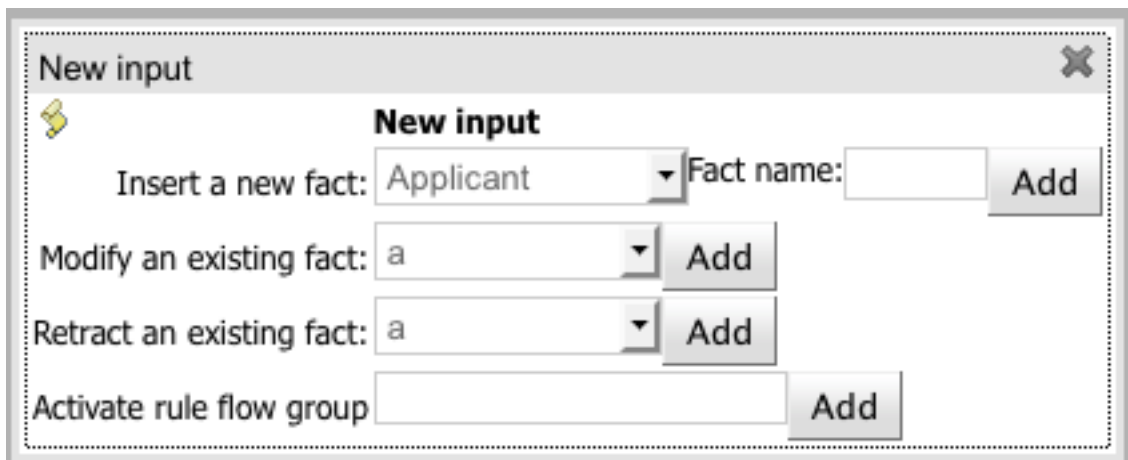 New input
New input
Insert a new fact: Applicant Fact name: Add
Modify an existing fact: a Add
Retract an existing fact: a Add
Activate rule flow group Add